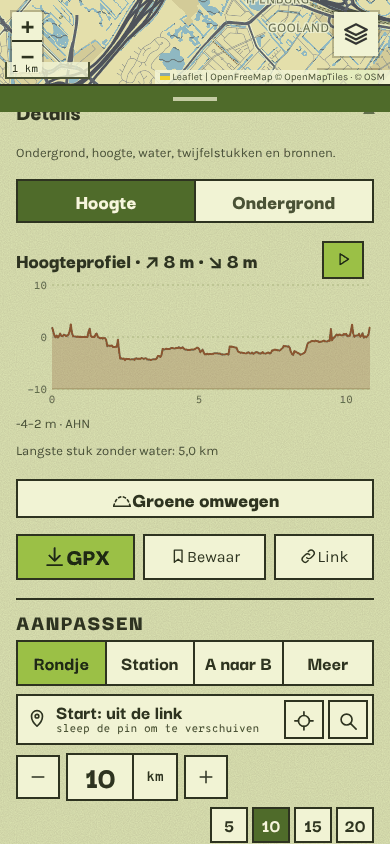 +
−
1 km
GOOLAND
Leaflet | OpenFreeMap © OpenMapTiles · © OSM
Details
Ondergrond, hoogte, water, twijfelstukken en bronnen.
Hoogte
Ondergrond
Hoogteprofiel · ↗ 8 m · ↘ 8 m
10
0
−10
0
5
10
-4–2 m · AHN
Langste stuk zonder water: 5,0 km
Groene omwegen
GPX
Bewaar
Link
AANPASSEN
Rondje
Station
A naar B
Meer
Start: uit de link
sleep de pin om te verschuiven
−
10
km
+
5
10
15
20